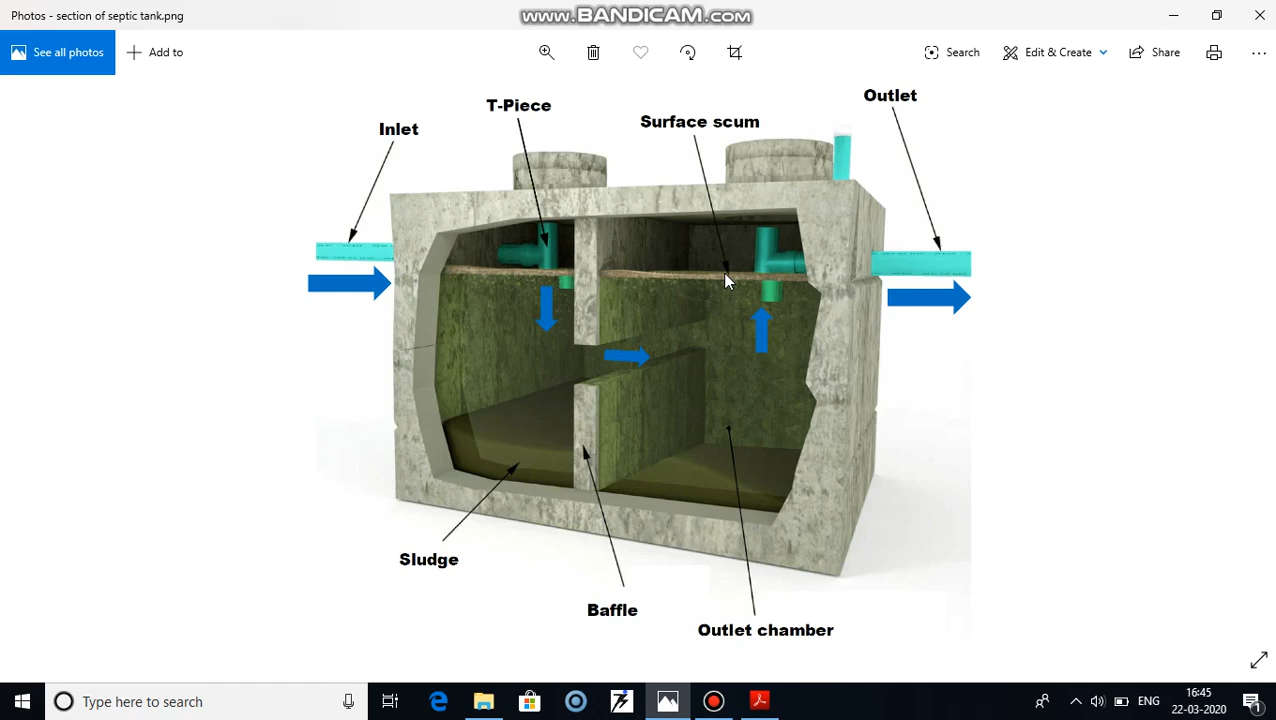 Photos - section of septic tank.png
www.BANDICAM.com
See all photos
Add to
Search
Edit & Create
Share
Outlet
T-Piece
Surface scum
Inlet
Sludge
Baffle
Outlet chamber
Type here to search
ENG
16:45
22-03-2020
1